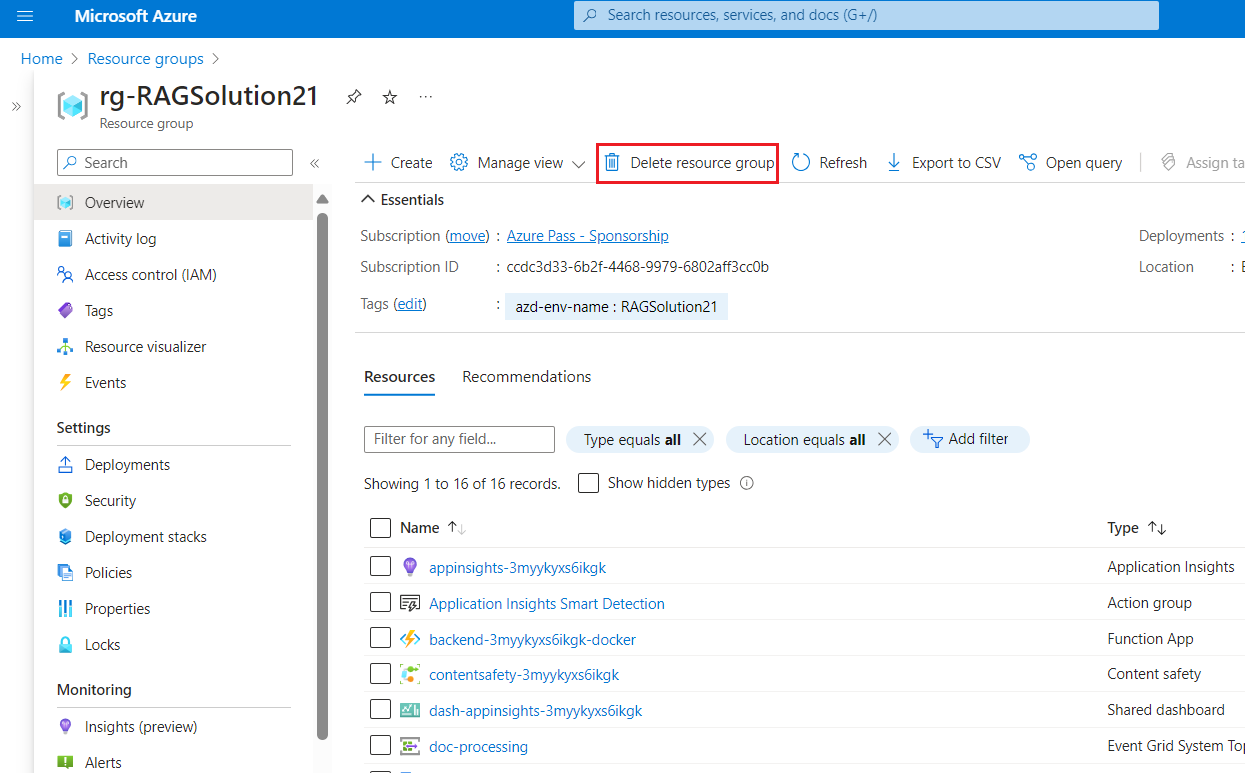 Microsoft Azure
Search resources, services, and docs (G+/)
Home > Resource groups >
rg-RAGSolution21
Resource group
Search
Create
Manage view
Delete resource group
Refresh
Export to CSV
Open query
Assign ta
Overview
Activity log
Access control (IAM)
Tags
Resource visualizer
Events
Settings
Deployments
Security
Deployment stacks
Policies
Properties
Locks
Monitoring
Insights (preview)
Alerts
Essentials
Subscription (move) : Azure Pass - Sponsorship
Subscription ID : ccdc3d33-6b2f-4468-9979-6802aff3cc0b
Tags (edit) : azd-env-name : RAGSolution21
Deployments :
Location :
Resources
Recommendations
Filter for any field...
Type equals all
Location equals all
Add filter
Showing 1 to 16 of 16 records.
Show hidden types
Name
Type
appinsights-3myykyxs6ikgk
Application Insights
Application Insights Smart Detection
Action group
backend-3myykyxs6ikgk-docker
Function App
contentsafety-3myykyxs6ikgk
Content safety
dash-appinsights-3myykyxs6ikgk
Shared dashboard
doc-processing
Event Grid System Top